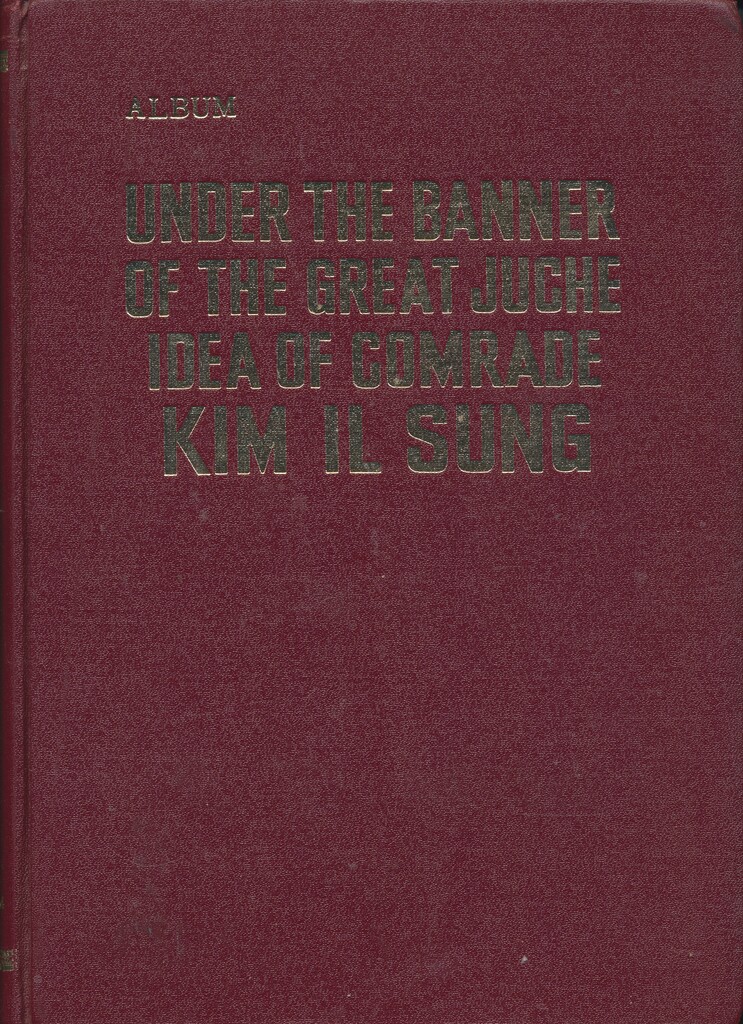 ALBUM
UNDER THE BANNER
OF THE GREAT JUCHE
IDEA OF COMRADE
KIM IL SUNG